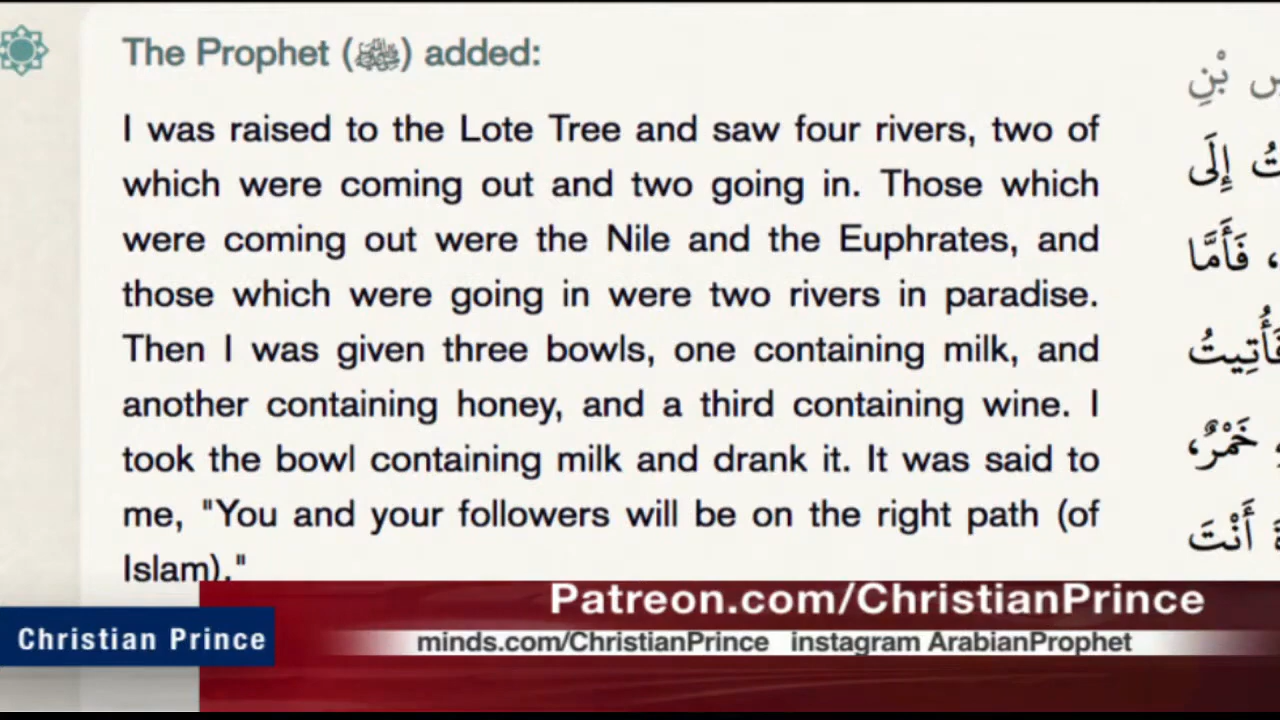 The Prophet (ﷺ) added:
I was raised to the Lote Tree and saw four rivers, two of
which were coming out and two going in. Those which
were coming out were the Nile and the Euphrates, and
those which were going in were two rivers in paradise.
Then I was given three bowls, one containing milk, and
another containing honey, and a third containing wine. I
took the bowl containing milk and drank it. It was said to
me, "You and your followers will be on the right path (of
Islam)."
بْنِ
إِلَى
، فَأَمَّا
فَأُتِيتُ
خَمْرٌ،
أَنْتَ
Patreon.com/ChristianPrince
Christian Prince
minds.com/ChristianPrince instagram ArabianProphet